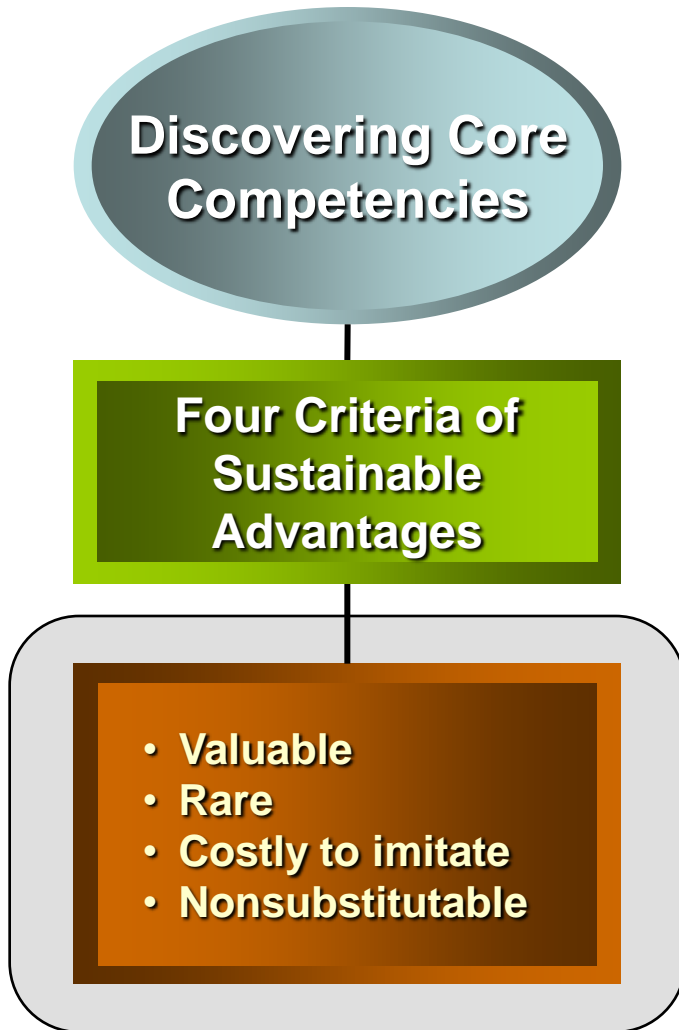 Discovering Core
Competencies
Four Criteria of
Sustainable
Advantages
• Valuable
• Rare
• Costly to imitate
• Nonsubstitutable